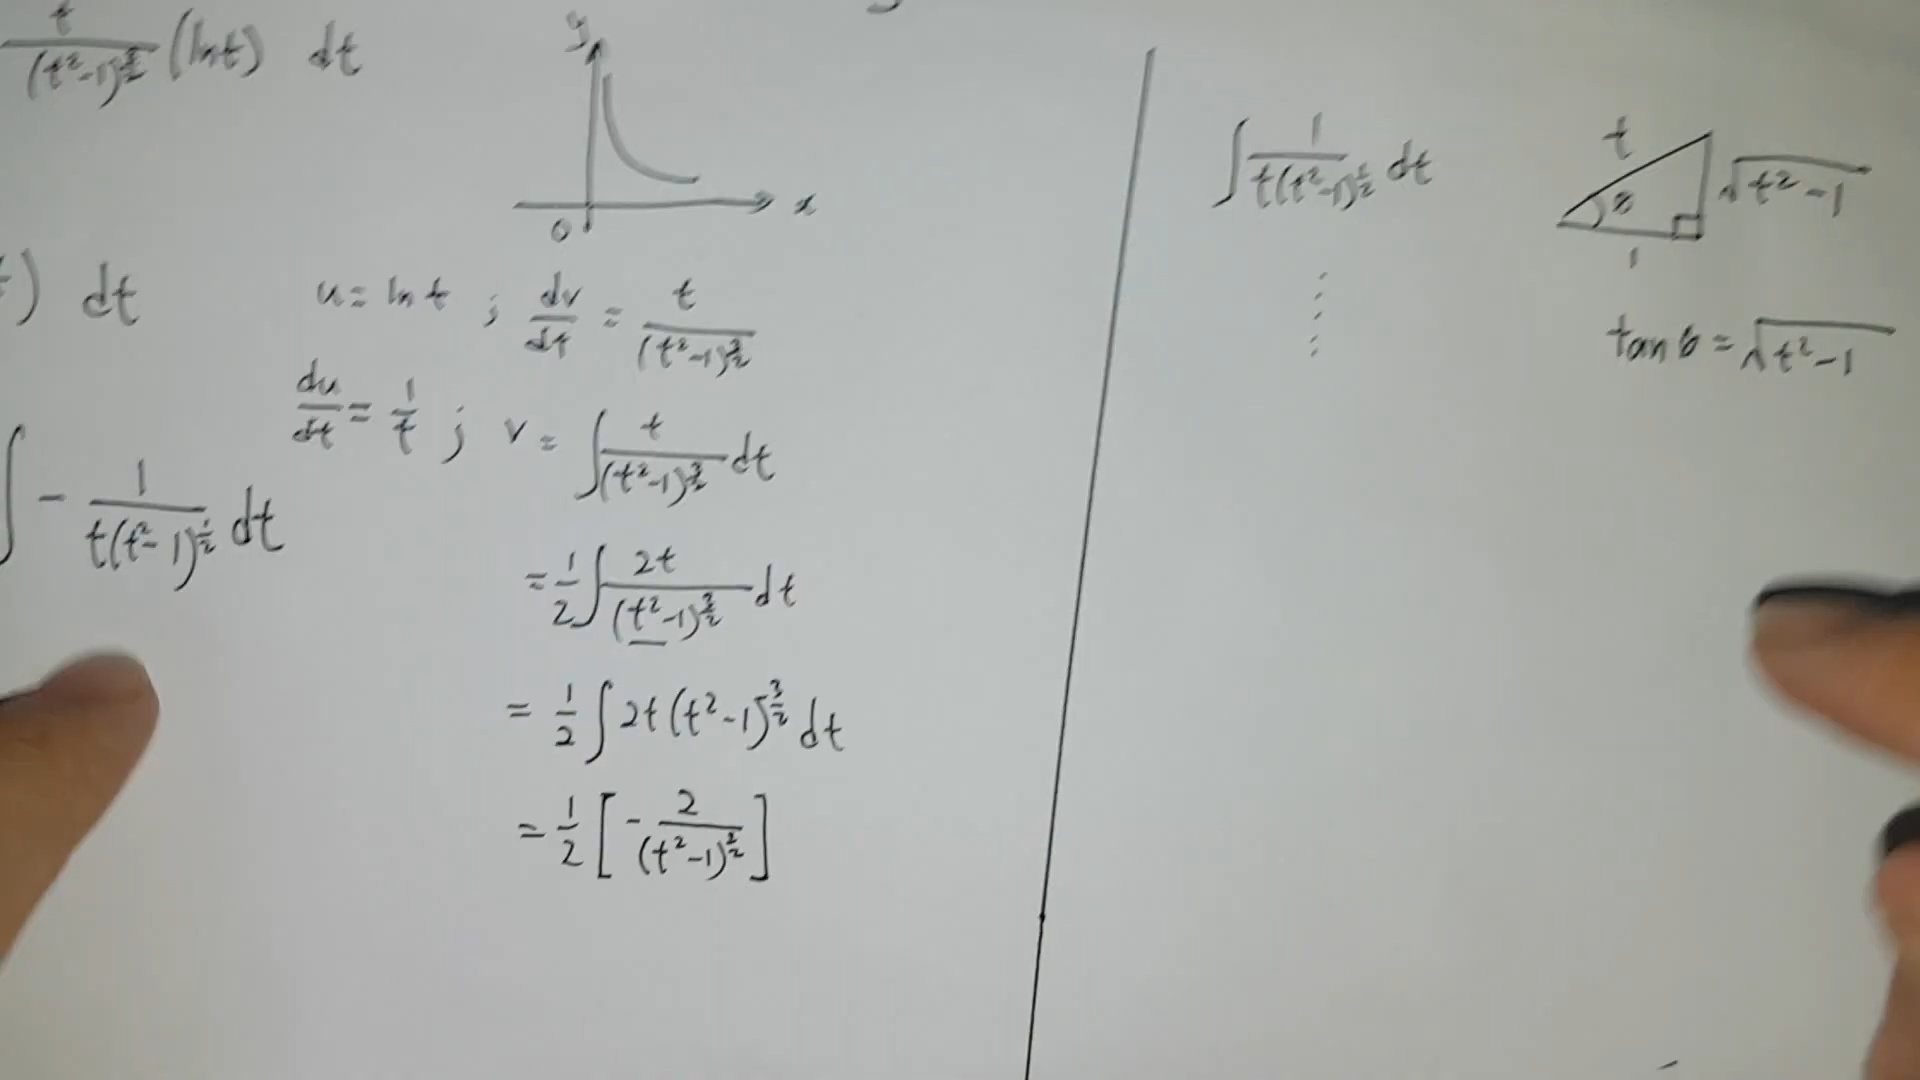 t/(t²-1)^(3/2) (ln t) dt
y
x
0
) dt
u = ln t ; dv/dt = t/(t²-1)^(3/2)
du/dt = 1/t ; v = ∫ t/(t²-1)^(3/2) dt
∫ - 1/(t(t²-1)^(1/2)) dt
= 1/2 ∫ 2t/(t²-1)^(3/2) dt
= 1/2 ∫ 2t (t²-1)^(3/2) dt
= 1/2 [ - 2/(t²-1)^(1/2) ]
∫ 1/(t(t²-1)^(1/2)) dt
t
√t²-1
1
tan θ = √t²-1